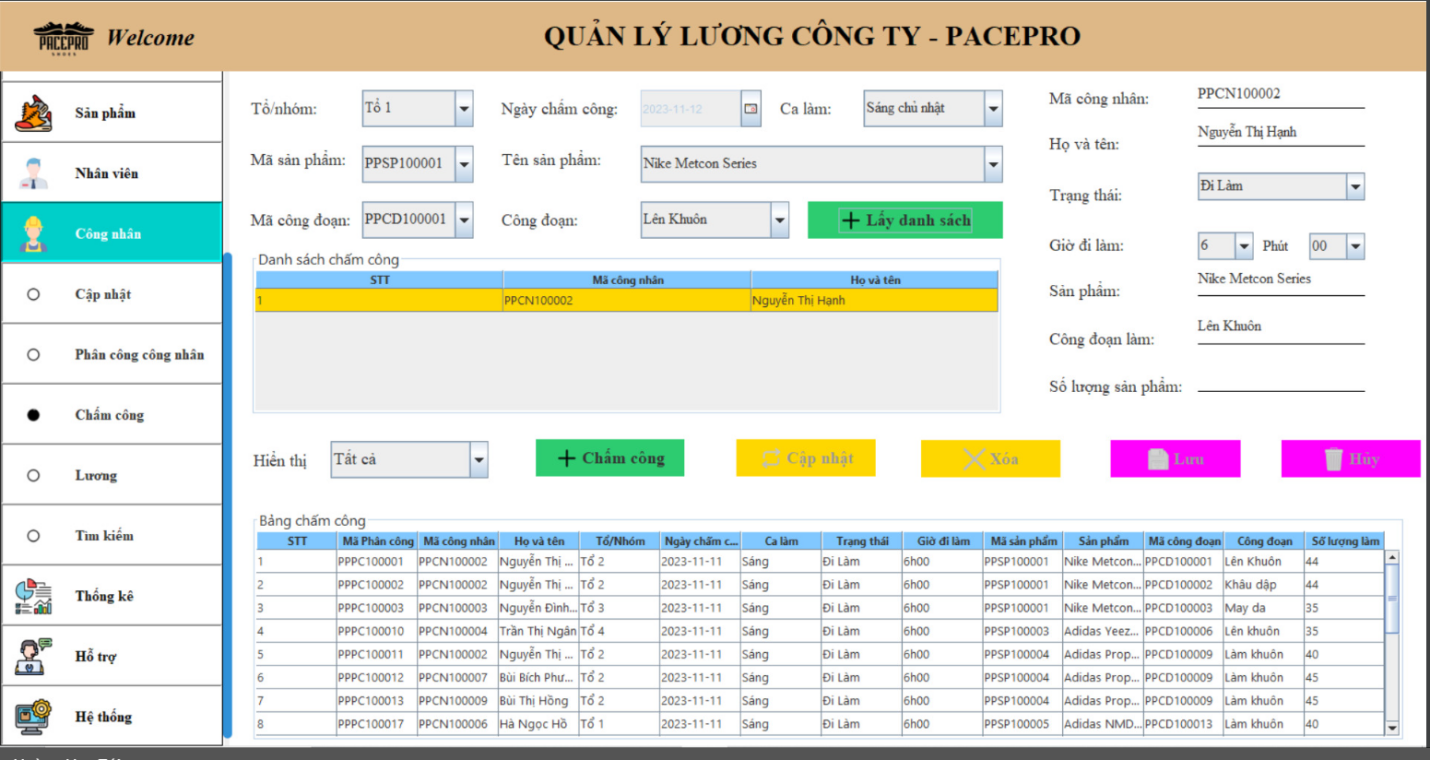 PACEPRO
SHOES
Welcome
QUẢN LÝ LƯƠNG CÔNG TY - PACEPRO
Sản phẩm
Nhân viên
Công nhân
Cập nhật
Phân công công nhân
Chấm công
Lương
Tìm kiếm
Thống kê
Hỗ trợ
Hệ thống
Tổ/nhóm: Tổ 1 Ngày chấm công: 2023-11-12 Ca làm: Sáng chủ nhật
Mã sản phẩm: PPSP100001 Tên sản phẩm: Nike Metcon Series
Mã công đoạn: PPCD100001 Công đoạn: Lên Khuôn + Lấy danh sách
Danh sách chấm công
STT Mã công nhân Họ và tên
1 PPCN100002 Nguyễn Thị Hạnh
Mã công nhân: PPCN100002
Họ và tên: Nguyễn Thị Hạnh
Trạng thái: Đi Làm
Giờ đi làm: 6 Phút 00
Sản phẩm: Nike Metcon Series
Công đoạn làm: Lên Khuôn
Số lượng sản phẩm:
Hiển thị Tất cả + Chấm công Cập nhật Xóa Lưu Hủy
Bảng chấm công
STT Mã Phân công Mã công nhân Họ và tên Tổ/Nhóm Ngày chấm c... Ca làm Trạng thái Giờ đi làm Mã sản phẩm Sản phẩm Mã công đoạn Công đoạn Số lượng làm
1 PPPC100001 PPCN100002 Nguyễn Thị ... Tổ 2 2023-11-11 Sáng Đi Làm 6h00 PPSP100001 Nike Metcon... PPCD100001 Lên Khuôn 44
2 PPPC100002 PPCN100002 Nguyễn Thị ... Tổ 2 2023-11-11 Sáng Đi Làm 6h00 PPSP100001 Nike Metcon... PPCD100002 Khâu dập 44
3 PPPC100003 PPCN100003 Nguyễn Đình... Tổ 3 2023-11-11 Sáng Đi Làm 6h00 PPSP100001 Nike Metcon... PPCD100003 May da 35
4 PPPC100010 PPCN100004 Trần Thị Ngân Tổ 4 2023-11-11 Sáng Đi Làm 6h00 PPSP100003 Adidas Yeez... PPCD100006 Lên khuôn 35
5 PPPC100011 PPCN100002 Nguyễn Thị ... Tổ 2 2023-11-11 Sáng Đi Làm 6h00 PPSP100004 Adidas Prop... PPCD100009 Làm khuôn 40
6 PPPC100012 PPCN100007 Bùi Bích Phư... Tổ 2 2023-11-11 Sáng Đi Làm 6h00 PPSP100004 Adidas Prop... PPCD100009 Làm khuôn 45
7 PPPC100013 PPCN100009 Bùi Thị Hồng Tổ 2 2023-11-11 Sáng Đi Làm 6h00 PPSP100004 Adidas Prop... PPCD100009 Làm khuôn 45
8 PPPC100017 PPCN100006 Hà Ngọc Hồ Tổ 1 2023-11-11 Sáng Đi Làm 6h00 PPSP100005 Adidas NMD... PPCD100013 Làm khuôn 40